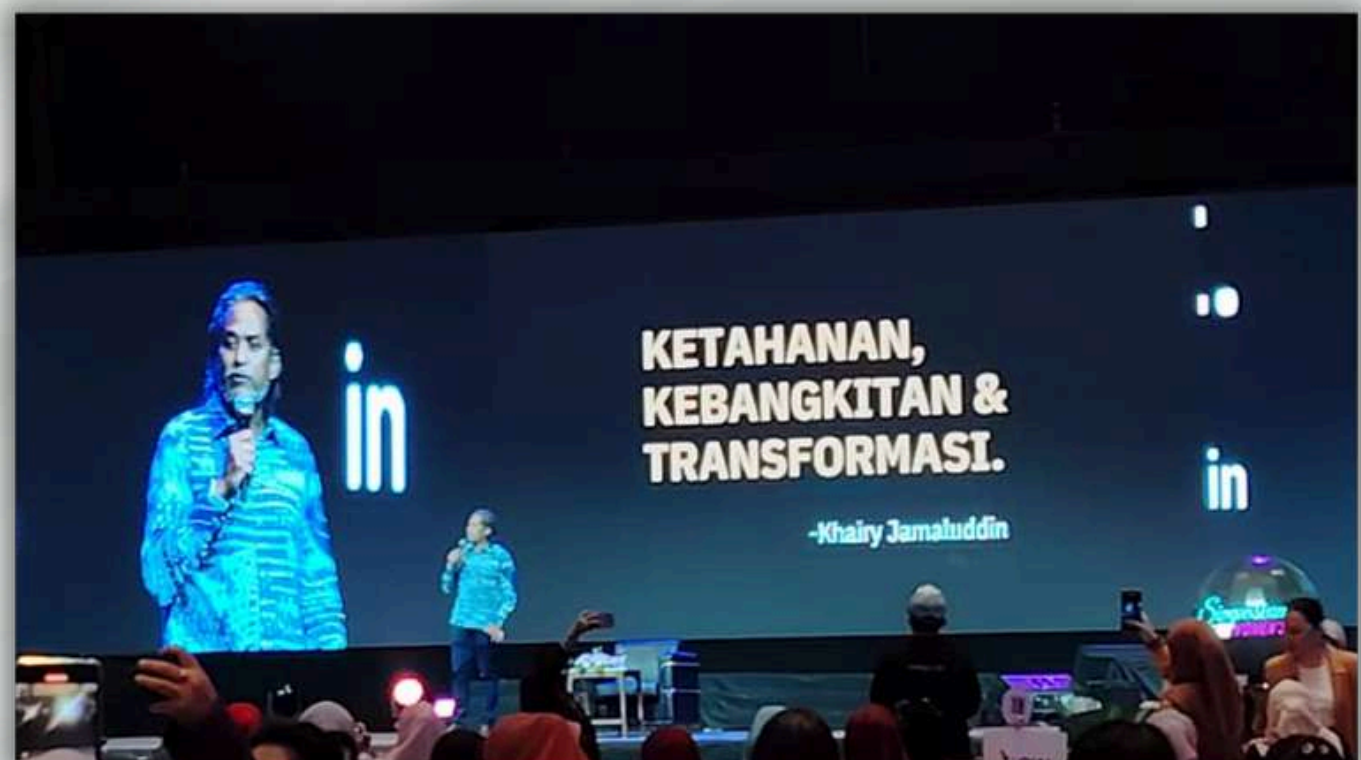 in
KETAHANAN,
KEBANGKITAN &
TRANSFORMASI.
-Khairy Jamaluddin
in